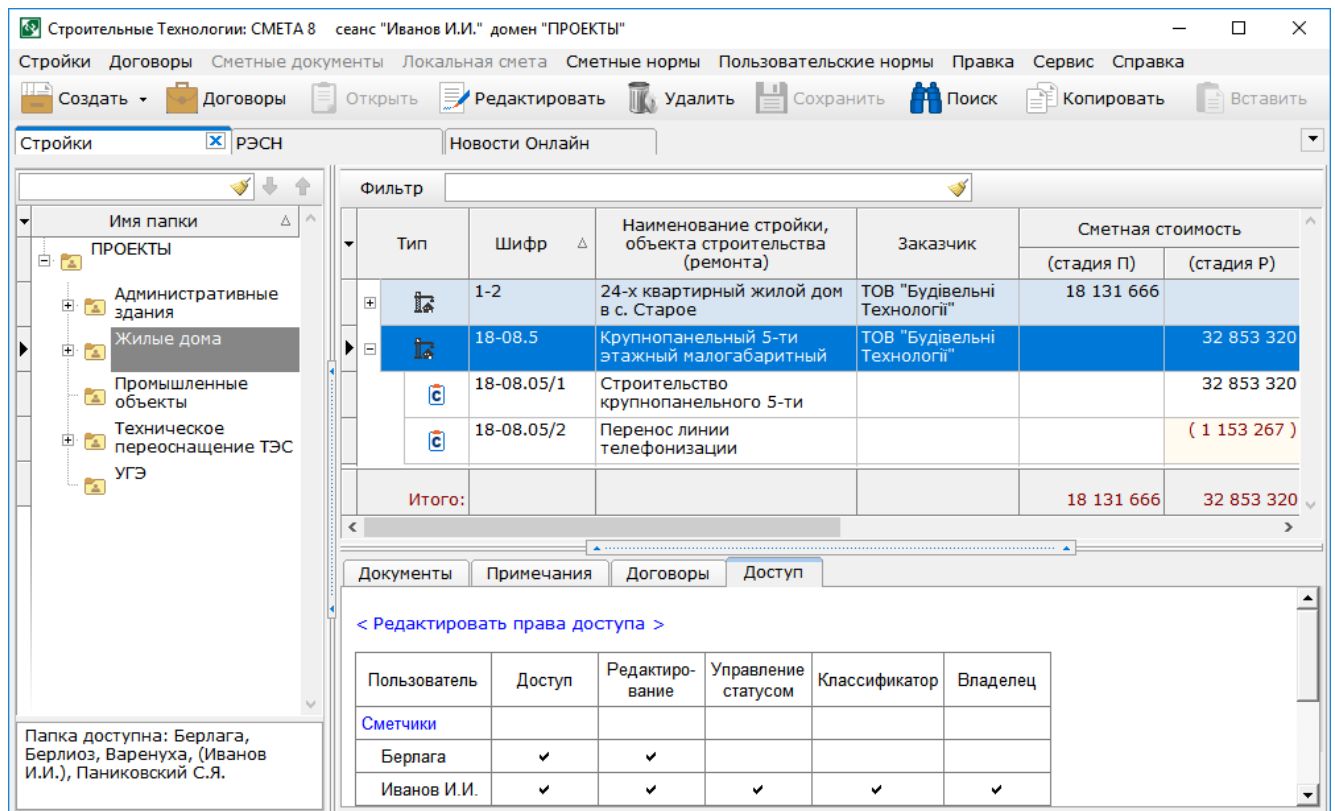 Строительные Технологии: СМЕТА 8 сеанс "Иванов И.И." домен "ПРОЕКТЫ"
Стройки Договоры Сметные документы Локальная смета Сметные нормы Пользовательские нормы Правка Сервис Справка
Создать Договоры Открыть Редактировать Удалить Сохранить Поиск Копировать Вставить
Стройки РЭСН Новости Онлайн
Имя папки
ПРОЕКТЫ
Административные
здания
Жилые дома
Промышленные
объекты
Техническое
переоснащение ТЭС
УГЭ
Папка доступна: Берлага,
Берлиоз, Варенуха, (Иванов
И.И.), Паниковский С.Я.
Фильтр
Тип Шифр Наименование стройки,
объекта строительства
(ремонта) Заказчик Сметная стоимость
(стадия П) (стадия Р)
1-2 24-х квартирный жилой дом ТОВ "Будівельні 18 131 666
в с. Старое Технології"
18-08.5 Крупнопанельный 5-ти ТОВ "Будівельні 32 853 320
этажный малогабаритный Технології"
18-08.05/1 Строительство 32 853 320
крупнопанельного 5-ти
18-08.05/2 Перенос линии ( 1 153 267 )
телефонизации
Итого: 18 131 666 32 853 320
Документы Примечания Договоры Доступ
< Редактировать права доступа >
Пользователь Доступ Редактиро-
вание Управление
статусом Классификатор Владелец
Сметчики
Берлага ✔ ✔
Иванов И.И. ✔ ✔ ✔ ✔ ✔